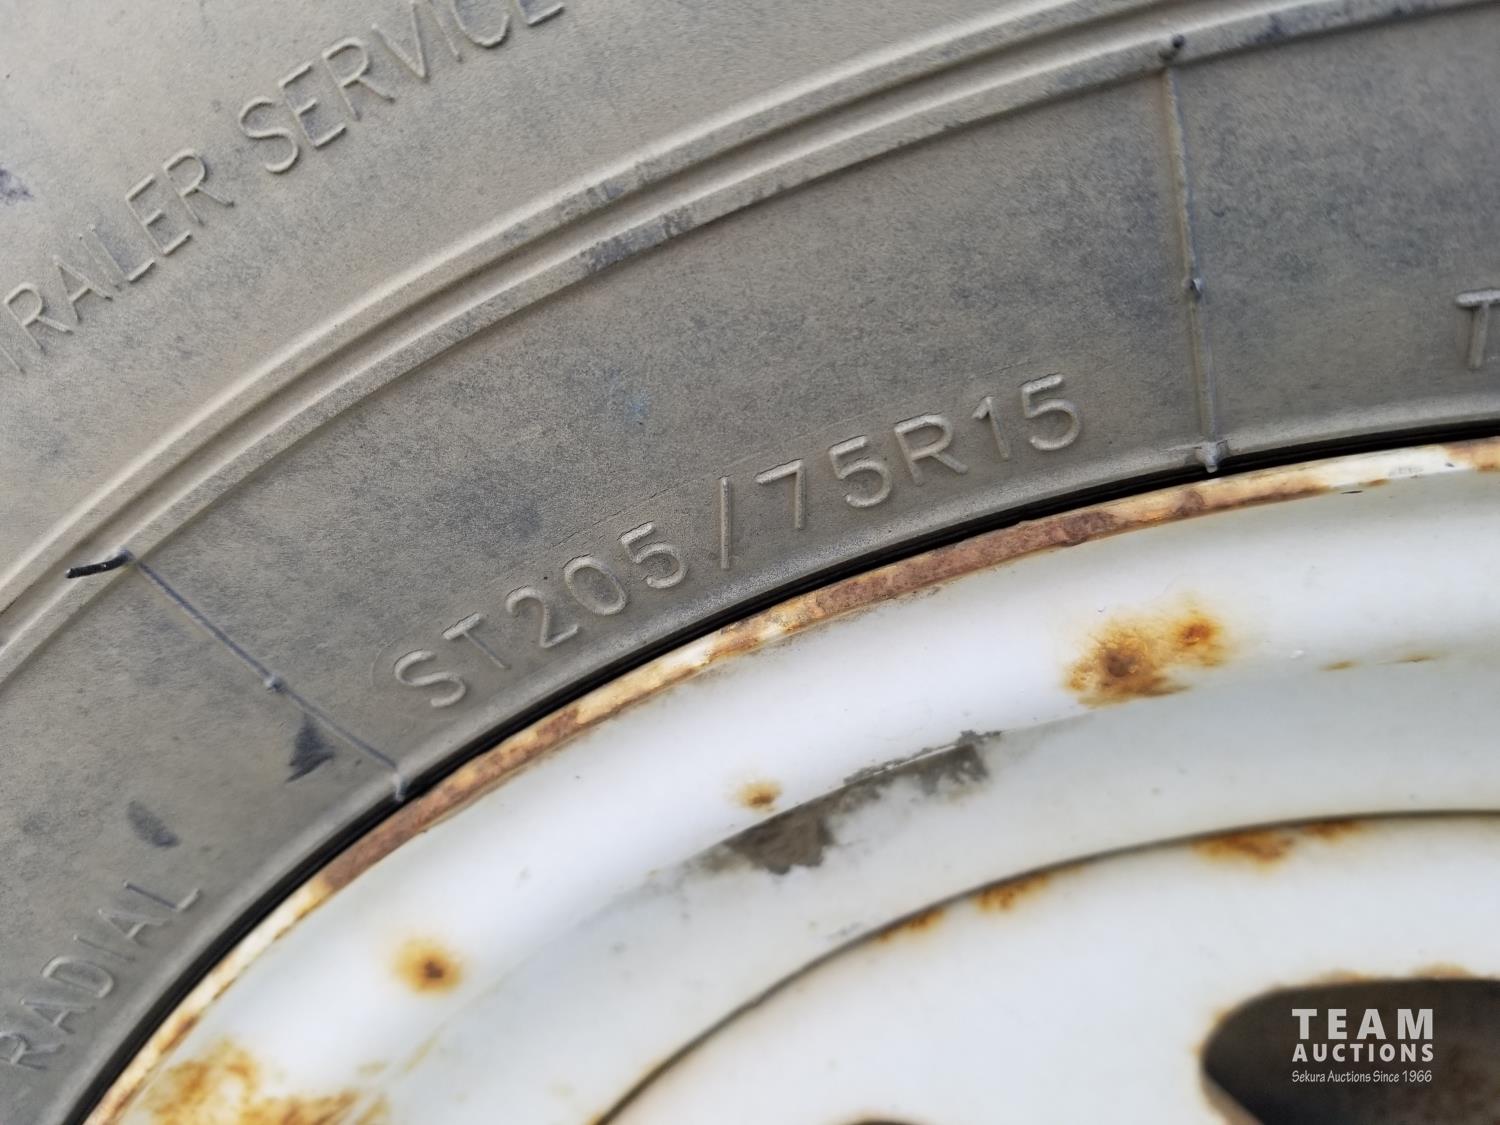 TRAILER SERVICE
ST205/75R15
RADIAL
TEAM
AUCTIONS
Sekura Auctions Since 1966